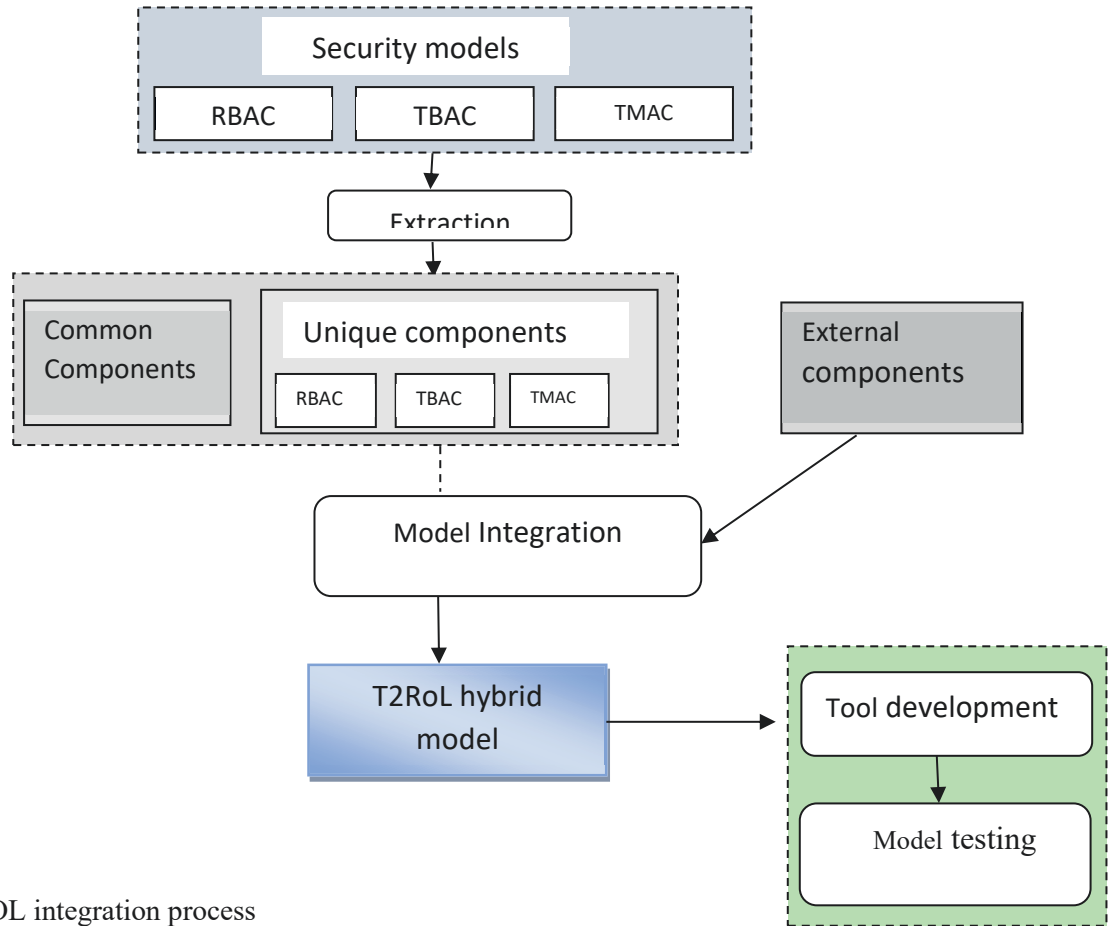 Security models
RBAC
TBAC
TMAC
Extraction
Common
Components
Unique components
RBAC
TBAC
TMAC
External
components
Model Integration
T2RoL hybrid
model
Tool development
Model testing
OL integration process